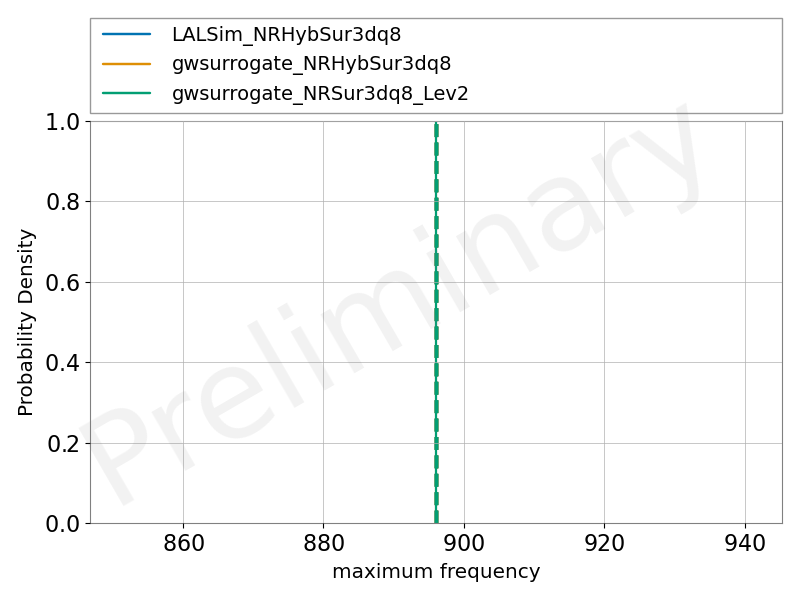 LALSim_NRHybSur3dq8
gwsurrogate_NRHybSur3dq8
gwsurrogate_NRSur3dq8_Lev2
1.0
0.8
0.6
0.4
0.2
0.0
Probability Density
Preliminary
860 880 900 920 940
maximum frequency